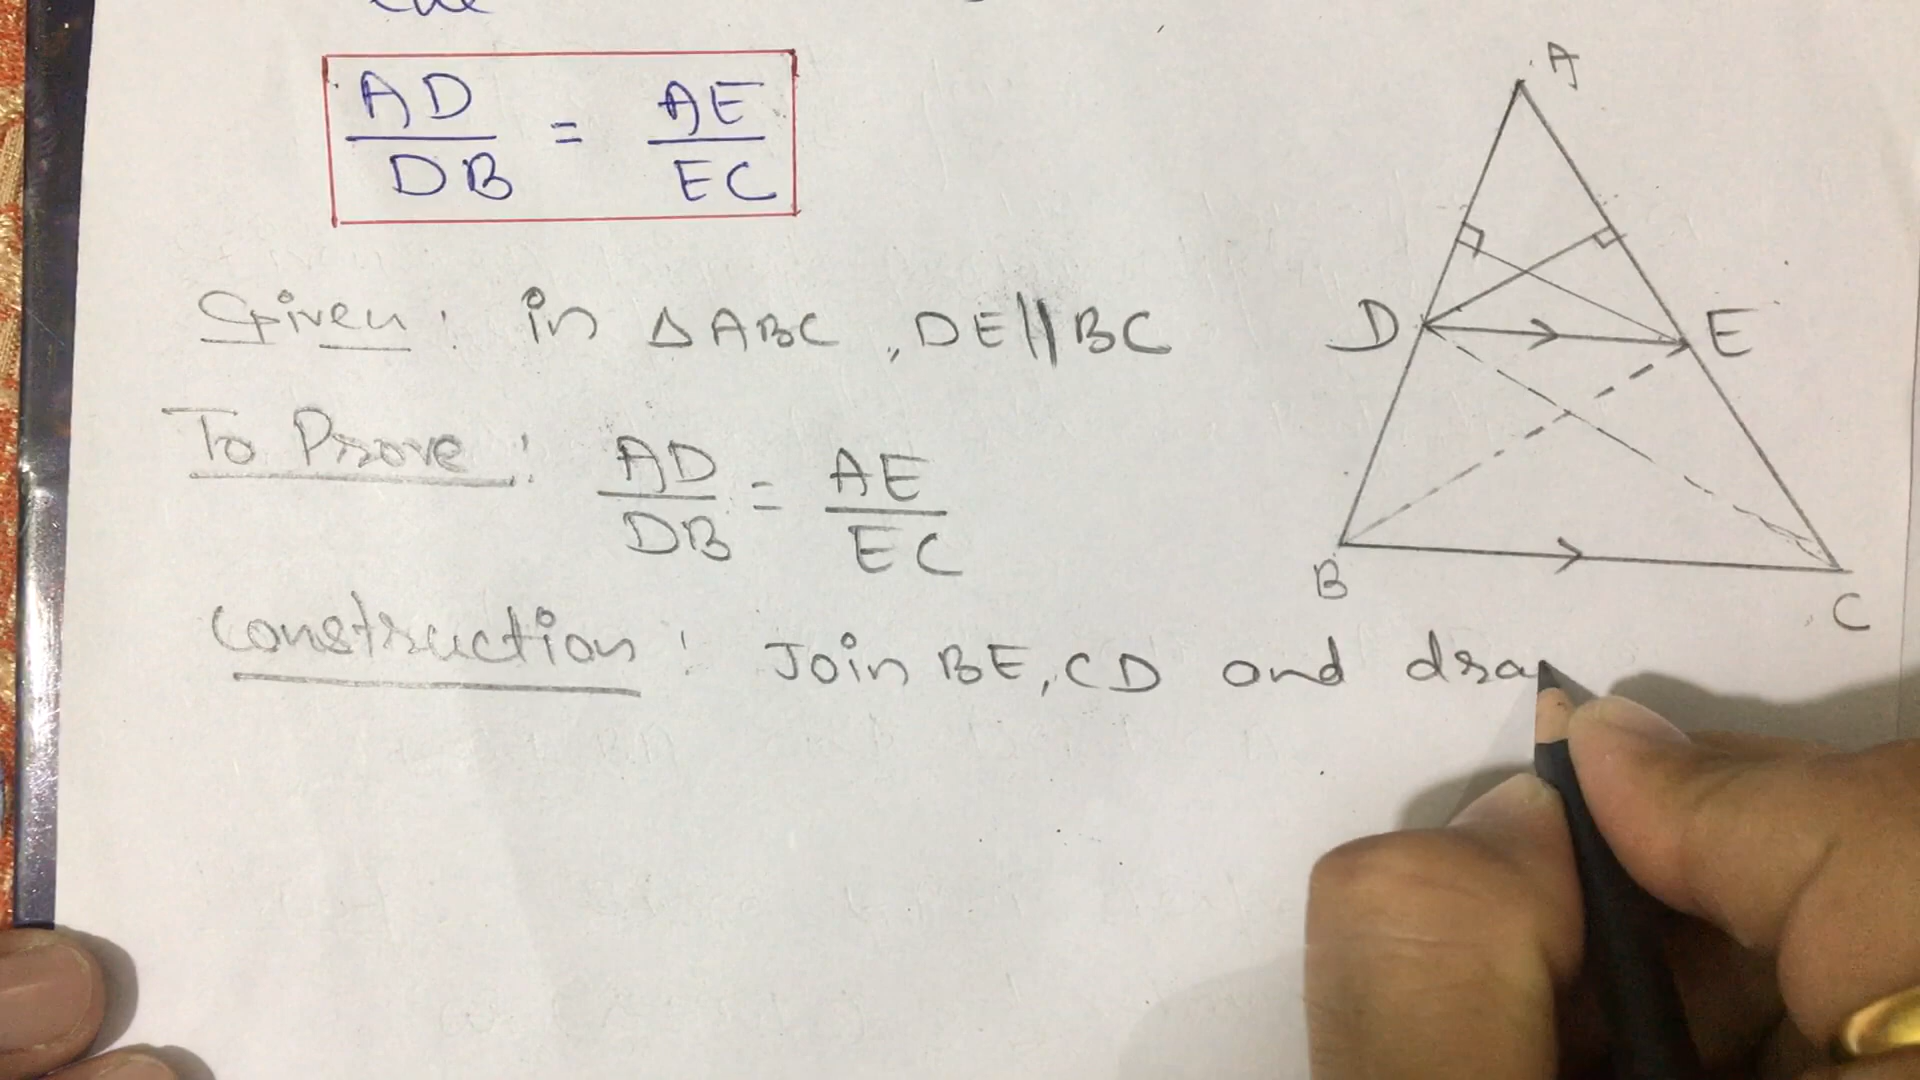 AD/DB = AE/EC
Given: in △ABC, DE||BC
To Prove: AD/DB = AE/EC
Construction: Join BE, CD and dra
A
D
E
B
C